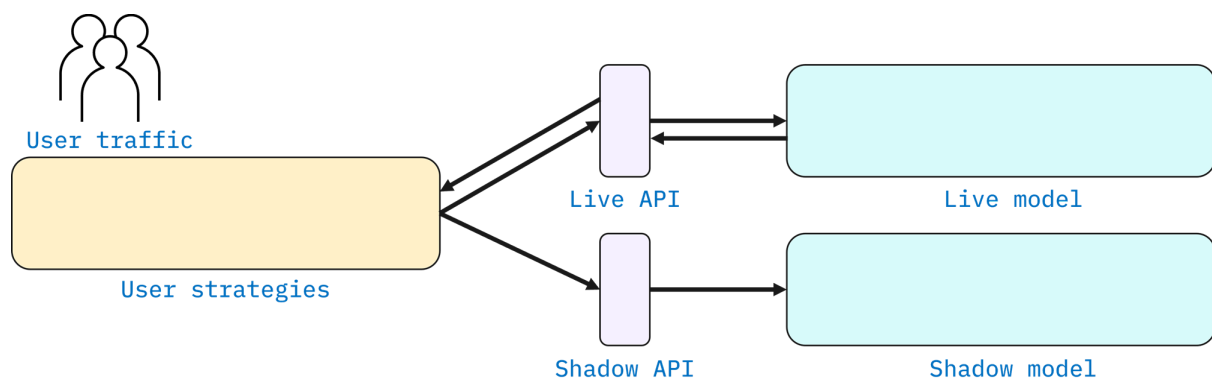 User traffic
User strategies
Live API
Live model
Shadow API
Shadow model